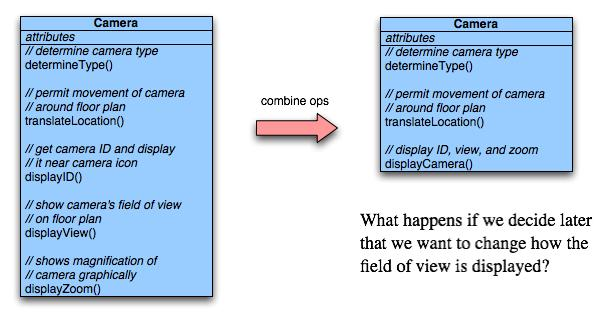 Camera
attributes
// determine camera type
determineType()
// permit movement of camera
// around floor plan
translateLocation()
// get camera ID and display
// it near camera icon
displayID()
// show camera's field of view
// on floor plan
displayView()
// shows magnification of
// camera graphically
displayZoom()
combine ops
Camera
attributes
// determine camera type
determineType()
// permit movement of camera
// around floor plan
translateLocation()
// display ID, view, and zoom
displayCamera()
What happens if we decide later
that we want to change how the
field of view is displayed?